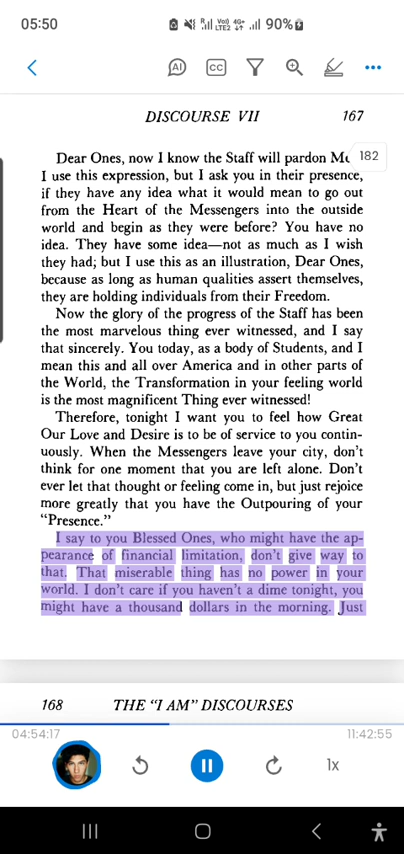 05:50
Vo) R LTE2 4G+ 90%
AI CC
DISCOURSE VII 167
182
Dear Ones, now I know the Staff will pardon Me
I use this expression, but I ask you in their presence,
if they have any idea what it would mean to go out
from the Heart of the Messengers into the outside
world and begin as they were before? You have no
idea. They have some idea—not as much as I wish
they had; but I use this as an illustration, Dear Ones,
because as long as human qualities assert themselves,
they are holding individuals from their Freedom.
Now the glory of the progress of the Staff has been
the most marvelous thing ever witnessed, and I say
that sincerely. You today, as a body of Students, and I
mean this and all over America and in other parts of
the World, the Transformation in your feeling world
is the most magnificent Thing ever witnessed!
Therefore, tonight I want you to feel how Great
Our Love and Desire is to be of service to you contin-
uously. When the Messengers leave your city, don't
think for one moment that you are left alone. Don't
ever let that thought or feeling come in, but just rejoice
more greatly that you have the Outpouring of your
“Presence.”
I say to you Blessed Ones, who might have the ap-
pearance of financial limitation, don't give way to
that. That miserable thing has no power in your
world. I don't care if you haven't a dime tonight, you
might have a thousand dollars in the morning. Just
168 THE “I AM” DISCOURSES
04:54:17 11:42:55
1x